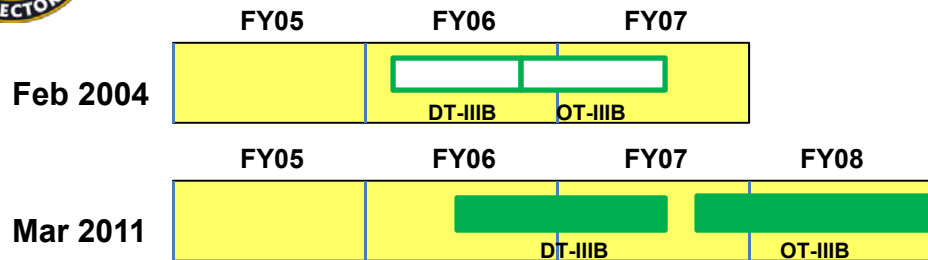 FY05 FY06 FY07
Feb 2004
DT-IIIB OT-IIIB
FY05 FY06 FY07 FY08
Mar 2011
DT-IIIB OT-IIIB